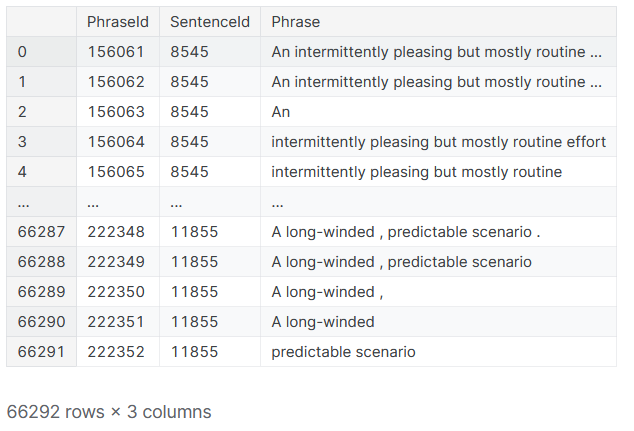 PhraseId SentenceId Phrase
0 156061 8545 An intermittently pleasing but mostly routine ...
1 156062 8545 An intermittently pleasing but mostly routine ...
2 156063 8545 An
3 156064 8545 intermittently pleasing but mostly routine effort
4 156065 8545 intermittently pleasing but mostly routine
... ... ... ...
66287 222348 11855 A long-winded , predictable scenario .
66288 222349 11855 A long-winded , predictable scenario
66289 222350 11855 A long-winded ,
66290 222351 11855 A long-winded
66291 222352 11855 predictable scenario
66292 rows × 3 columns